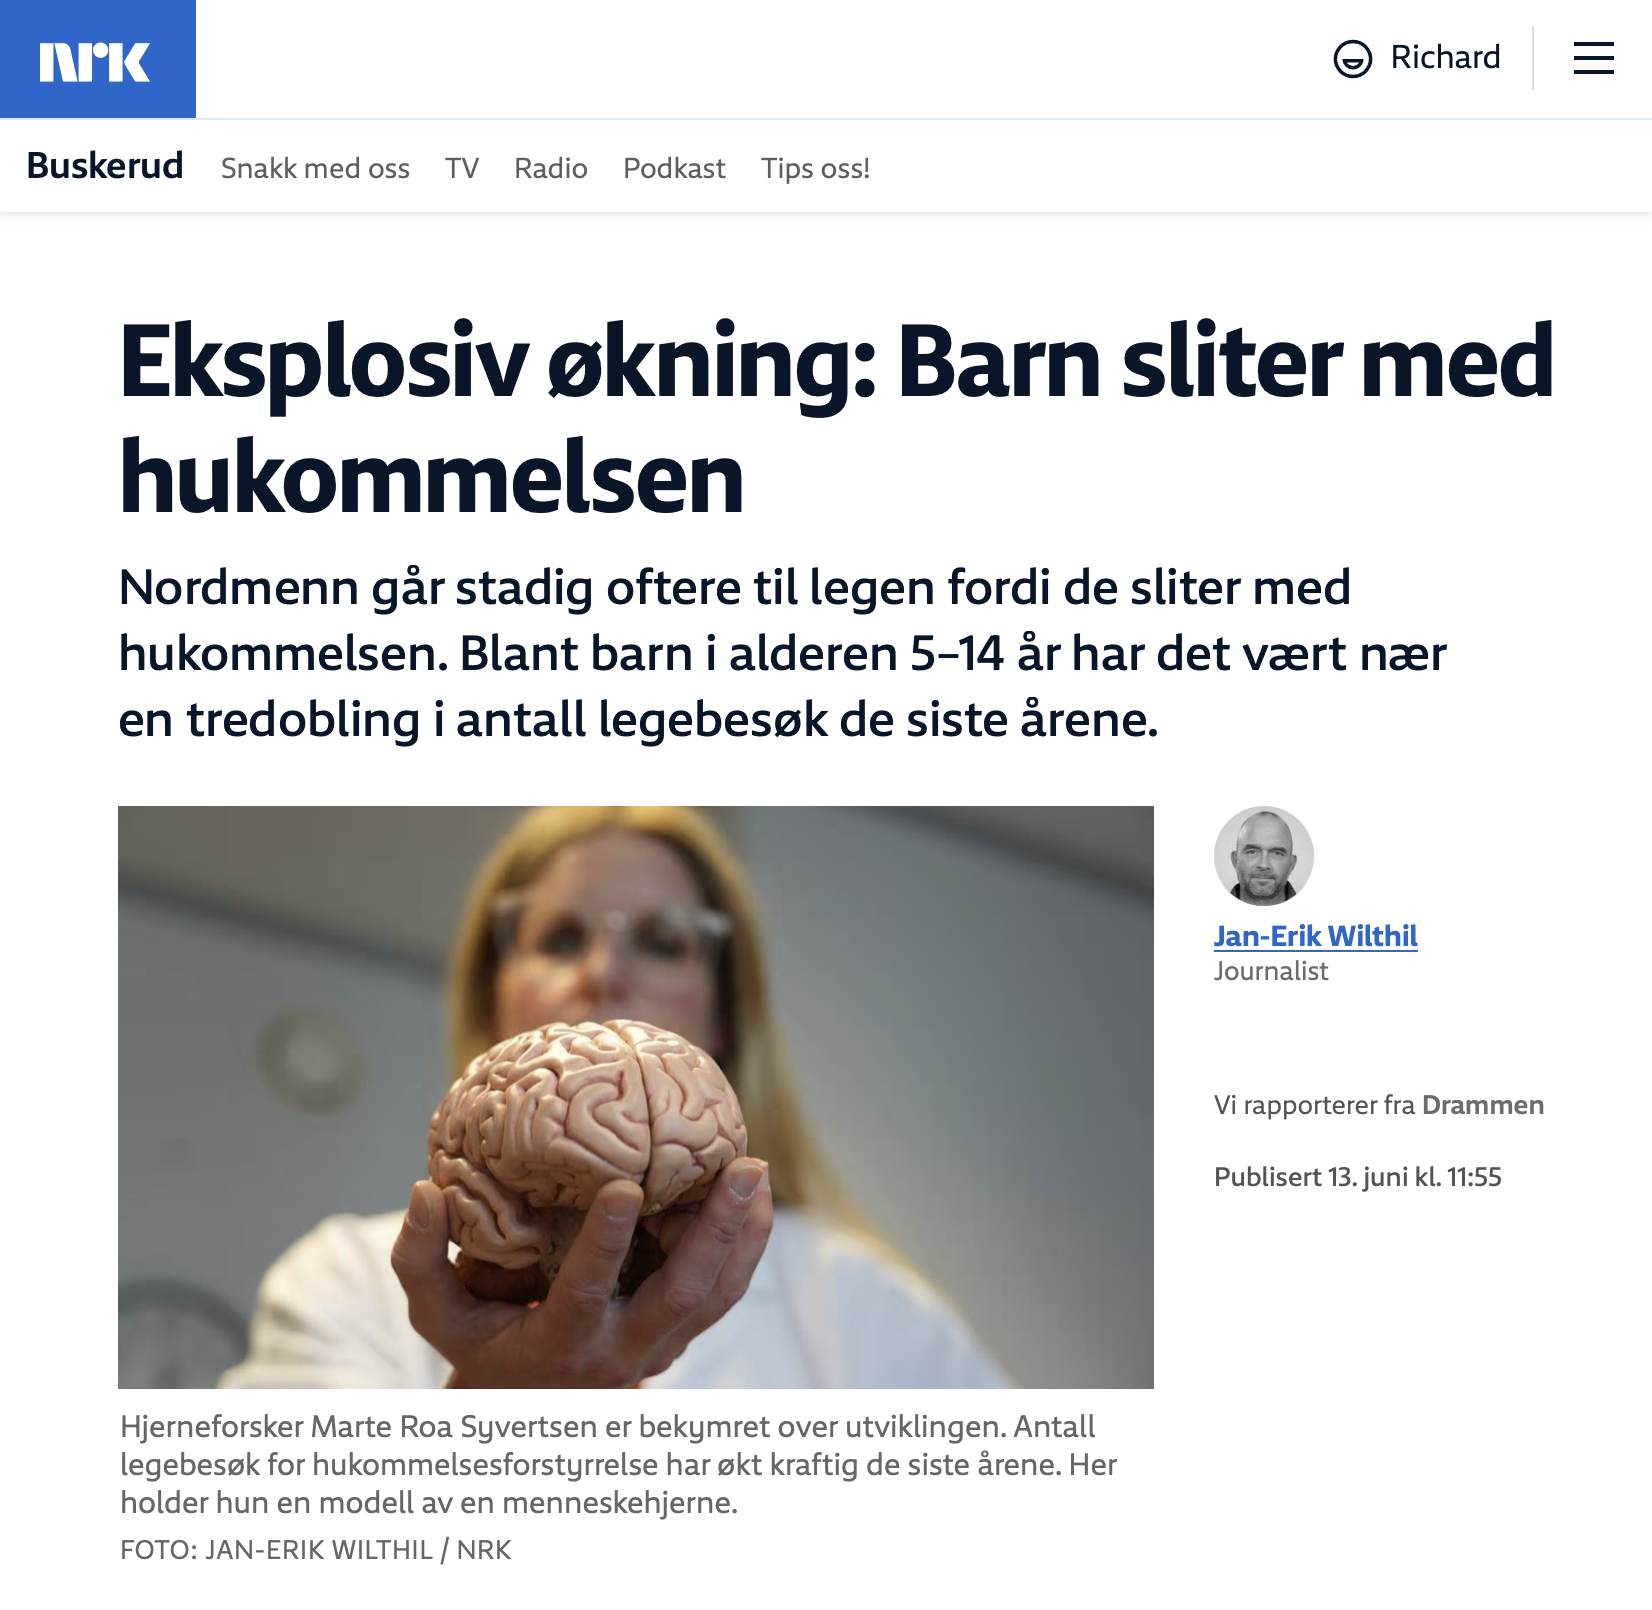 NRK
Richard
Buskerud Snakk med oss TV Radio Podkast Tips oss!
Eksplosiv økning: Barn sliter med
hukommelsen
Nordmenn går stadig oftere til legen fordi de sliter med
hukommelsen. Blant barn i alderen 5–14 år har det vært nær
en tredobling i antall legebesøk de siste årene.
Jan-Erik Wilthil
Journalist
Vi rapporterer fra Drammen
Publisert 13. juni kl. 11:55
Hjerneforsker Marte Roa Syvertsen er bekymret over utviklingen. Antall
legebesøk for hukommelsesforstyrrelse har økt kraftig de siste årene. Her
holder hun en modell av en menneskehjerne.
FOTO: JAN-ERIK WILTHIL / NRK